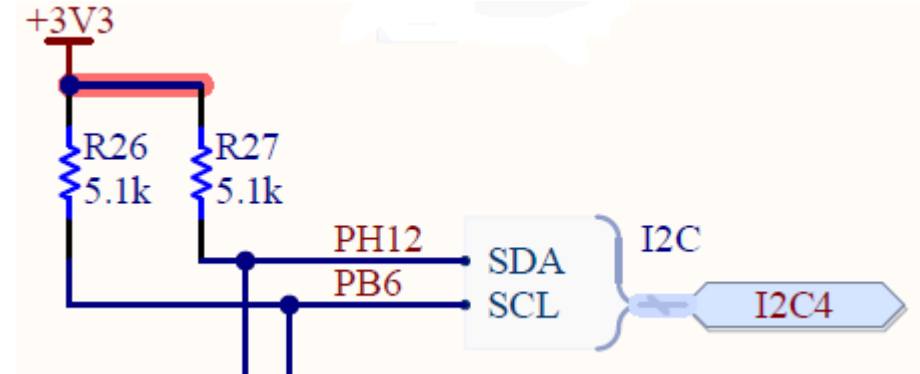 +3V3
R26
5.1k
R27
5.1k
PH12
PB6
SDA
SCL
I2C
I2C4